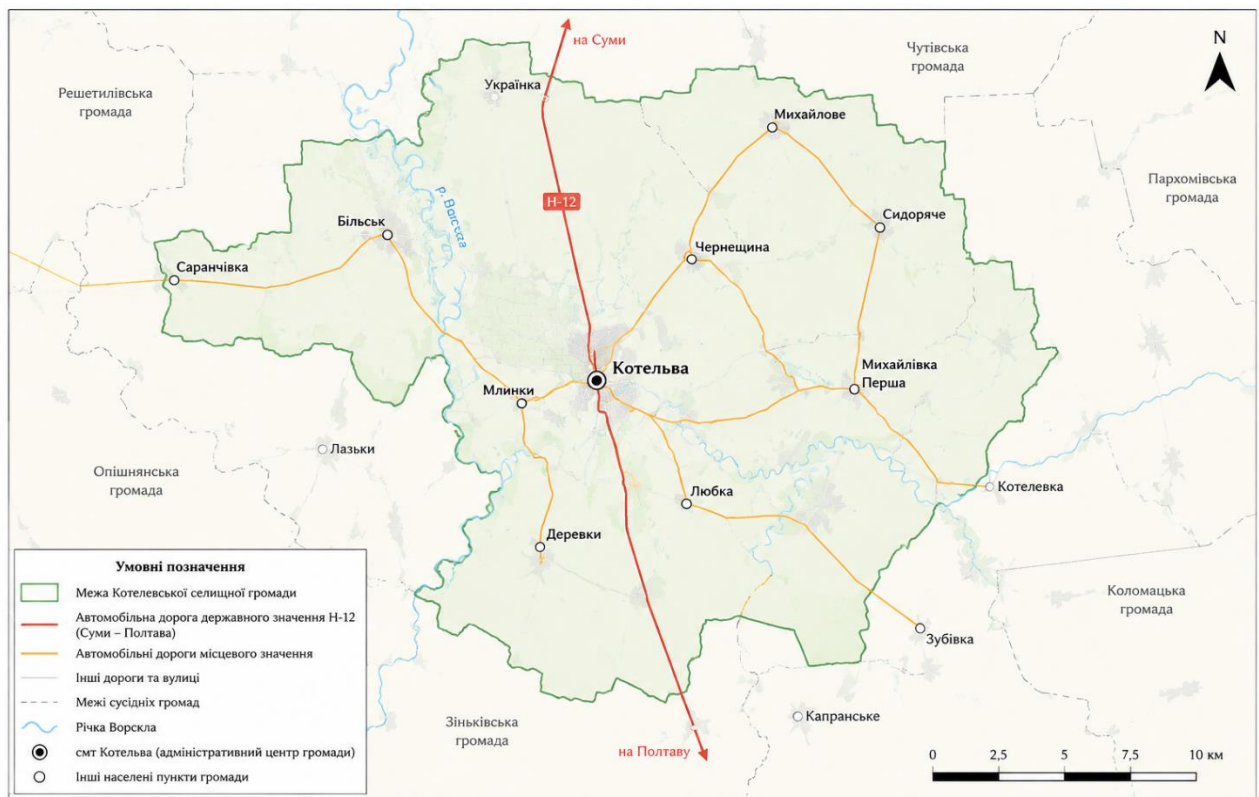 на Суми
Чутівська
громада
N
Решетилівська
громада
Українка
Михайлове
Пархомівська
громада
Н-12
р. Ворскла
Більськ
Сидоряче
Саранчівка
Чернещина
Котельва
Михайлівка
Перша
Млинки
Лазьки
Опішнянська
громада
Любка
Котелевка
Деревки
Коломацька
громада
Зубівка
Капранське
Зіньківська
громада
на Полтаву
Умовні позначення
Межа Котелевської селищної громади
Автомобільна дорога державного значення Н-12
(Суми – Полтава)
Автомобільні дороги місцевого значення
Інші дороги та вулиці
Межі сусідніх громад
Річка Ворскла
смт Котельва (адміністративний центр громади)
Інші населені пункти громади
0 2,5 5 7,5 10 км